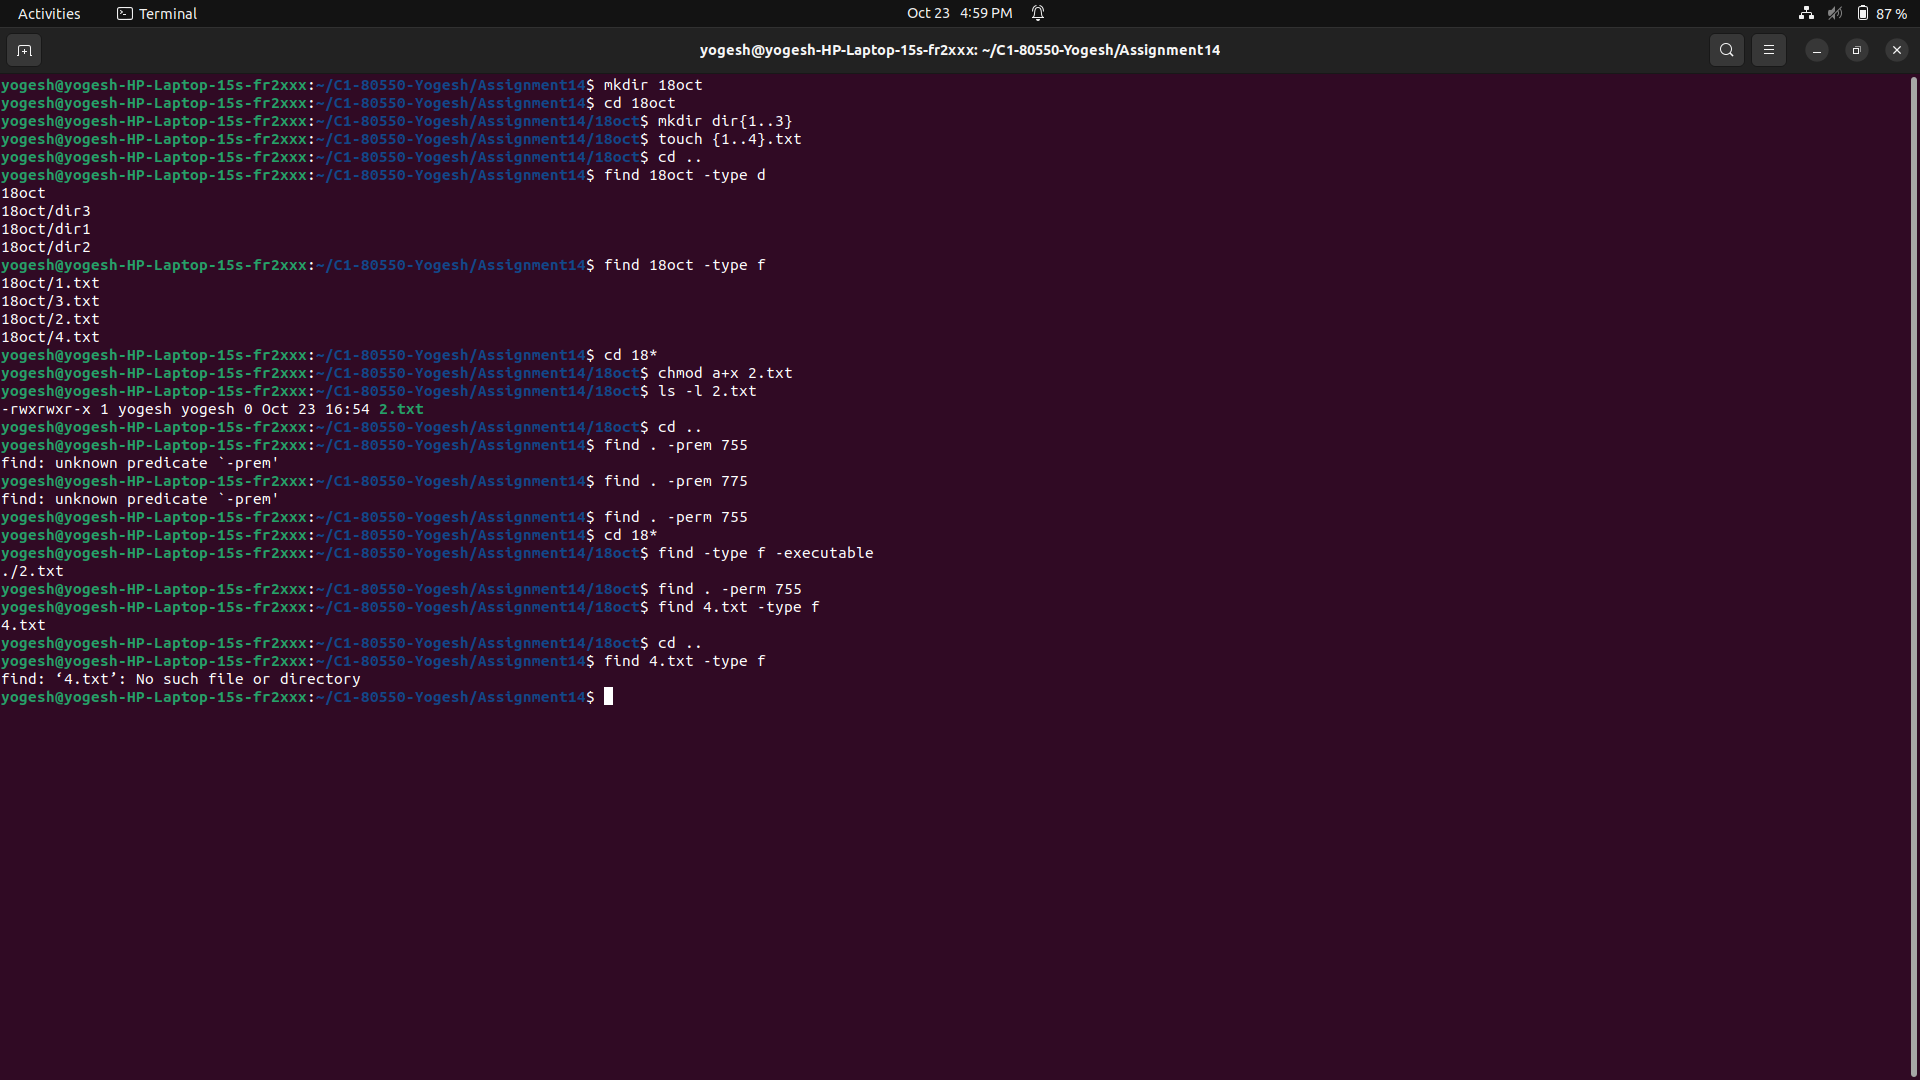 Activities Terminal Oct 23 4:59 PM 87 %
yogesh@yogesh-HP-Laptop-15s-fr2xxx: ~/C1-80550-Yogesh/Assignment14
yogesh@yogesh-HP-Laptop-15s-fr2xxx:~/C1-80550-Yogesh/Assignment14$ mkdir 18oct
yogesh@yogesh-HP-Laptop-15s-fr2xxx:~/C1-80550-Yogesh/Assignment14$ cd 18oct
yogesh@yogesh-HP-Laptop-15s-fr2xxx:~/C1-80550-Yogesh/Assignment14/18oct$ mkdir dir{1..3}
yogesh@yogesh-HP-Laptop-15s-fr2xxx:~/C1-80550-Yogesh/Assignment14/18oct$ touch {1..4}.txt
yogesh@yogesh-HP-Laptop-15s-fr2xxx:~/C1-80550-Yogesh/Assignment14/18oct$ cd ..
yogesh@yogesh-HP-Laptop-15s-fr2xxx:~/C1-80550-Yogesh/Assignment14$ find 18oct -type d
18oct
18oct/dir3
18oct/dir1
18oct/dir2
yogesh@yogesh-HP-Laptop-15s-fr2xxx:~/C1-80550-Yogesh/Assignment14$ find 18oct -type f
18oct/1.txt
18oct/3.txt
18oct/2.txt
18oct/4.txt
yogesh@yogesh-HP-Laptop-15s-fr2xxx:~/C1-80550-Yogesh/Assignment14$ cd 18*
yogesh@yogesh-HP-Laptop-15s-fr2xxx:~/C1-80550-Yogesh/Assignment14/18oct$ chmod a+x 2.txt
yogesh@yogesh-HP-Laptop-15s-fr2xxx:~/C1-80550-Yogesh/Assignment14/18oct$ ls -l 2.txt
-rwxrwxr-x 1 yogesh yogesh 0 Oct 23 16:54 2.txt
yogesh@yogesh-HP-Laptop-15s-fr2xxx:~/C1-80550-Yogesh/Assignment14/18oct$ cd ..
yogesh@yogesh-HP-Laptop-15s-fr2xxx:~/C1-80550-Yogesh/Assignment14$ find . -prem 755
find: unknown predicate `-prem'
yogesh@yogesh-HP-Laptop-15s-fr2xxx:~/C1-80550-Yogesh/Assignment14$ find . -prem 775
find: unknown predicate `-prem'
yogesh@yogesh-HP-Laptop-15s-fr2xxx:~/C1-80550-Yogesh/Assignment14$ find . -perm 755
yogesh@yogesh-HP-Laptop-15s-fr2xxx:~/C1-80550-Yogesh/Assignment14$ cd 18*
yogesh@yogesh-HP-Laptop-15s-fr2xxx:~/C1-80550-Yogesh/Assignment14/18oct$ find -type f -executable
./2.txt
yogesh@yogesh-HP-Laptop-15s-fr2xxx:~/C1-80550-Yogesh/Assignment14/18oct$ find . -perm 755
yogesh@yogesh-HP-Laptop-15s-fr2xxx:~/C1-80550-Yogesh/Assignment14/18oct$ find 4.txt -type f
4.txt
yogesh@yogesh-HP-Laptop-15s-fr2xxx:~/C1-80550-Yogesh/Assignment14/18oct$ cd ..
yogesh@yogesh-HP-Laptop-15s-fr2xxx:~/C1-80550-Yogesh/Assignment14$ find 4.txt -type f
find: ‘4.txt’: No such file or directory
yogesh@yogesh-HP-Laptop-15s-fr2xxx:~/C1-80550-Yogesh/Assignment14$